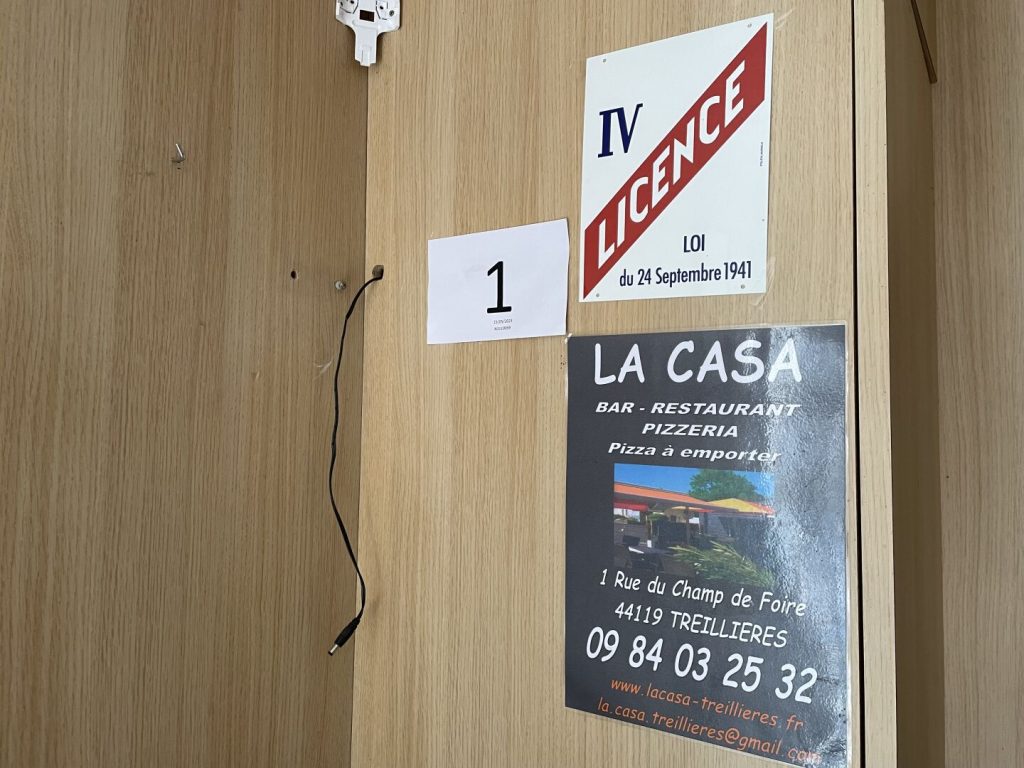 IV
LICENCE
LOI
du 24 Septembre 1941
1
LA CASA
BAR - RESTAURANT
PIZZERIA
Pizza à emporter
1 Rue du Champ de Foire
44119 TREILLIERES
09 84 03 25 32
www.lacasa-treillieres.fr
la.casa.treillieres@gmail.com